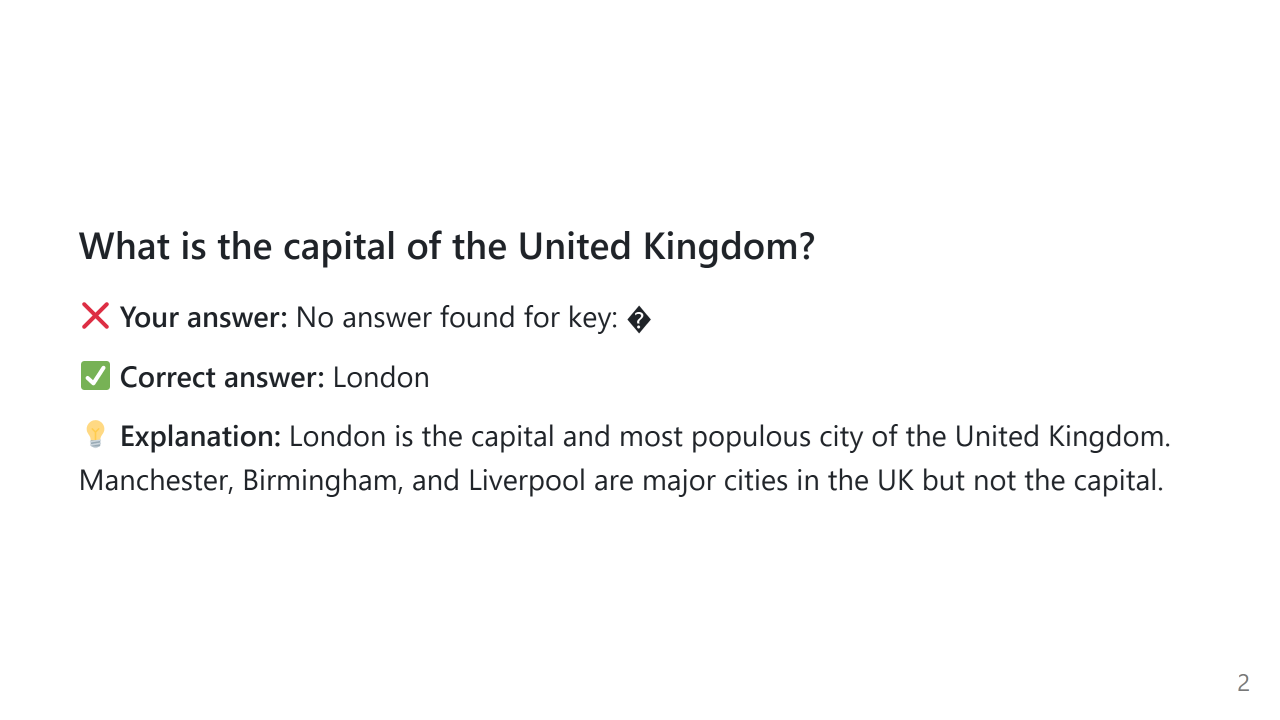 What is the capital of the United Kingdom?
❌ Your answer: No answer found for key: �
✅ Correct answer: London
💡 Explanation: London is the capital and most populous city of the United Kingdom.
Manchester, Birmingham, and Liverpool are major cities in the UK but not the capital.
2